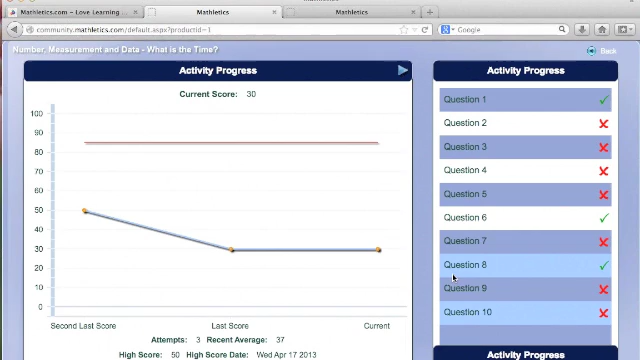 Mathletics
Mathletics.com – Love Learning ...
Mathletics
Mathletics
community.mathletics.com/default.aspx?productid=1
Google
Number, Measurement and Data - What is the Time?
Back
Activity Progress
Current Score: 30
100
90
80
70
60
50
40
30
20
10
0
Second Last Score
Last Score
Current
Attempts: 3 Recent Average: 37
High Score: 50 High Score Date: Wed Apr 17 2013
Activity Progress
Question 1
Question 2
Question 3
Question 4
Question 5
Question 6
Question 7
Question 8
Question 9
Question 10
Activity Progress